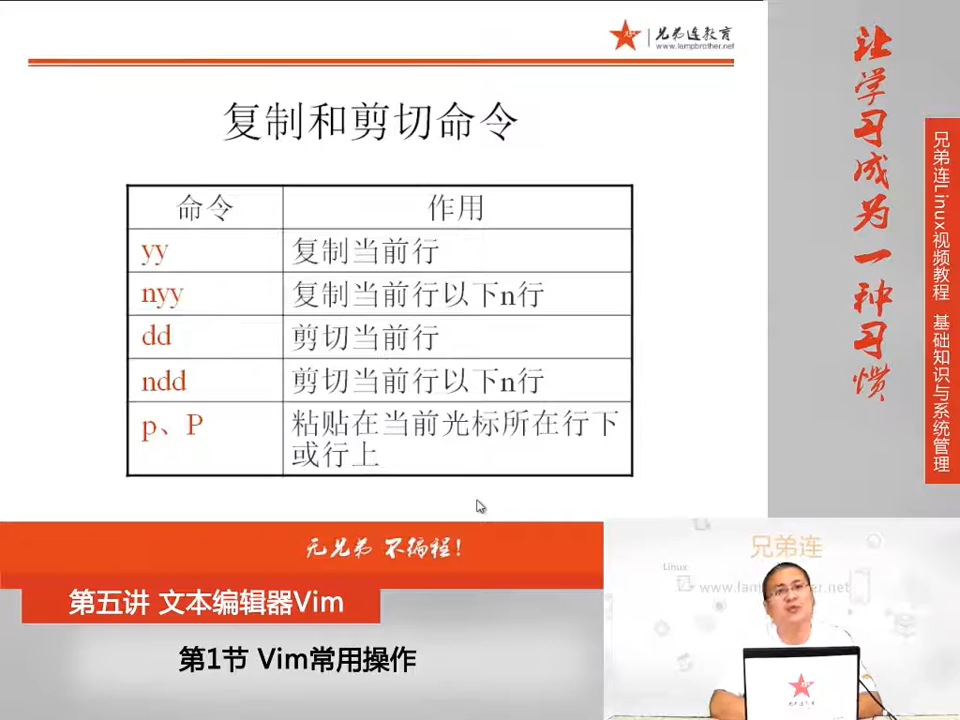 兄弟连教育
www.lampbrother.net
复制和剪切命令
命令 作用
yy 复制当前行
nyy 复制当前行以下n行
dd 剪切当前行
ndd 剪切当前行以下n行
p、P 粘贴在当前光标所在行下
或行上
让学习成为一种习惯
兄弟连Linux视频教程 基础知识与系统管理
无兄弟 不编程!
第五讲 文本编辑器Vim
第1节 Vim常用操作
兄弟连
Linux